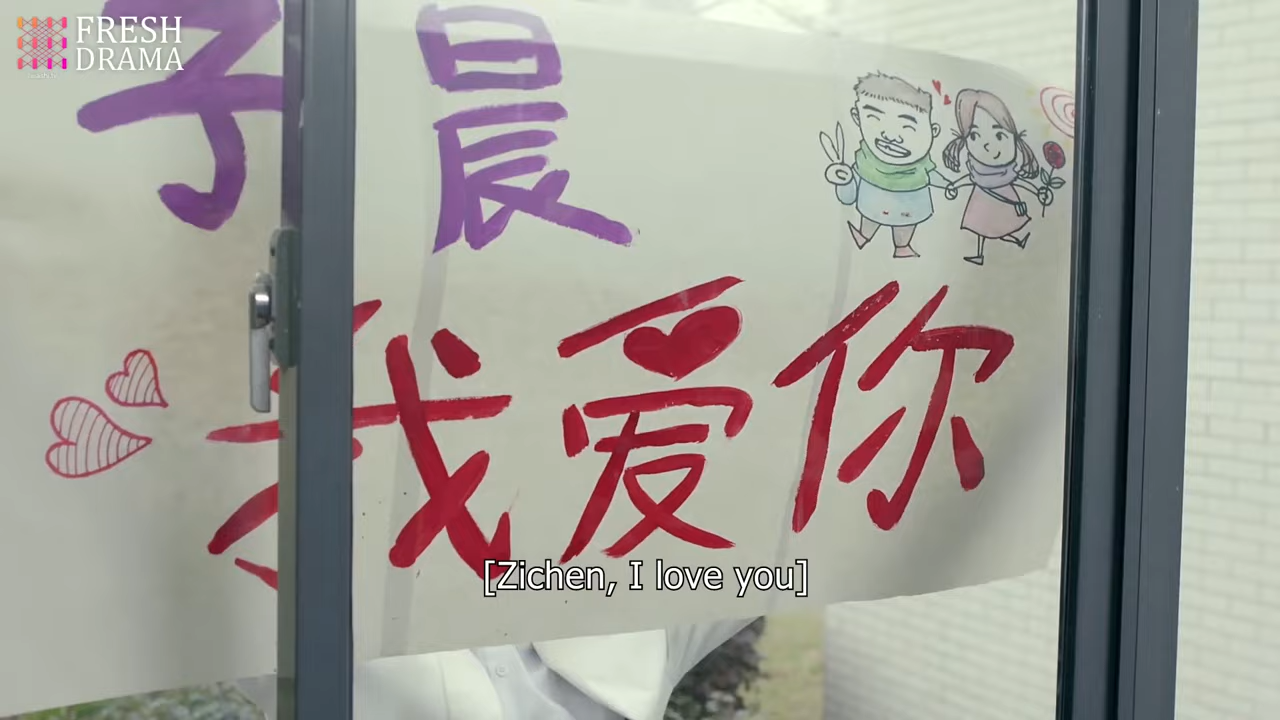 FRESH
DRAMA
子晨
我爱你
[Zichen, I love you]